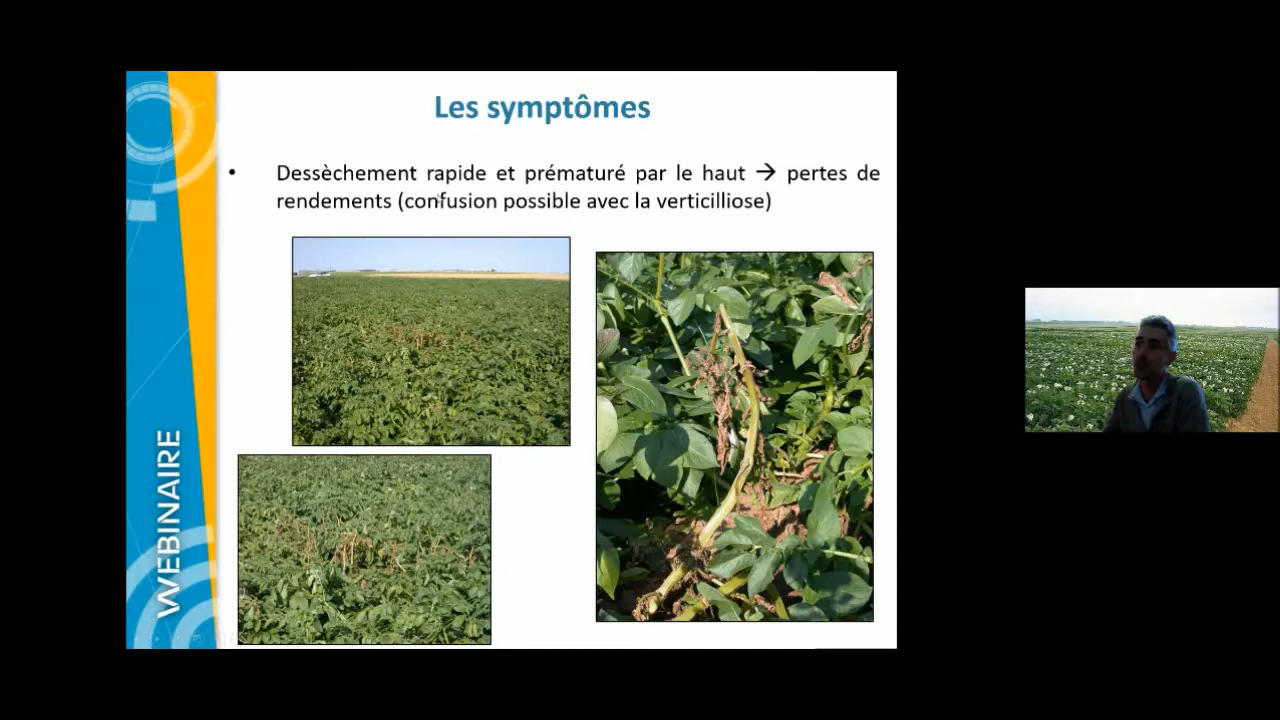 Les symptômes
• Dessèchement rapide et prématuré par le haut → pertes de
rendements (confusion possible avec la verticilliose)
WEBINAIRE